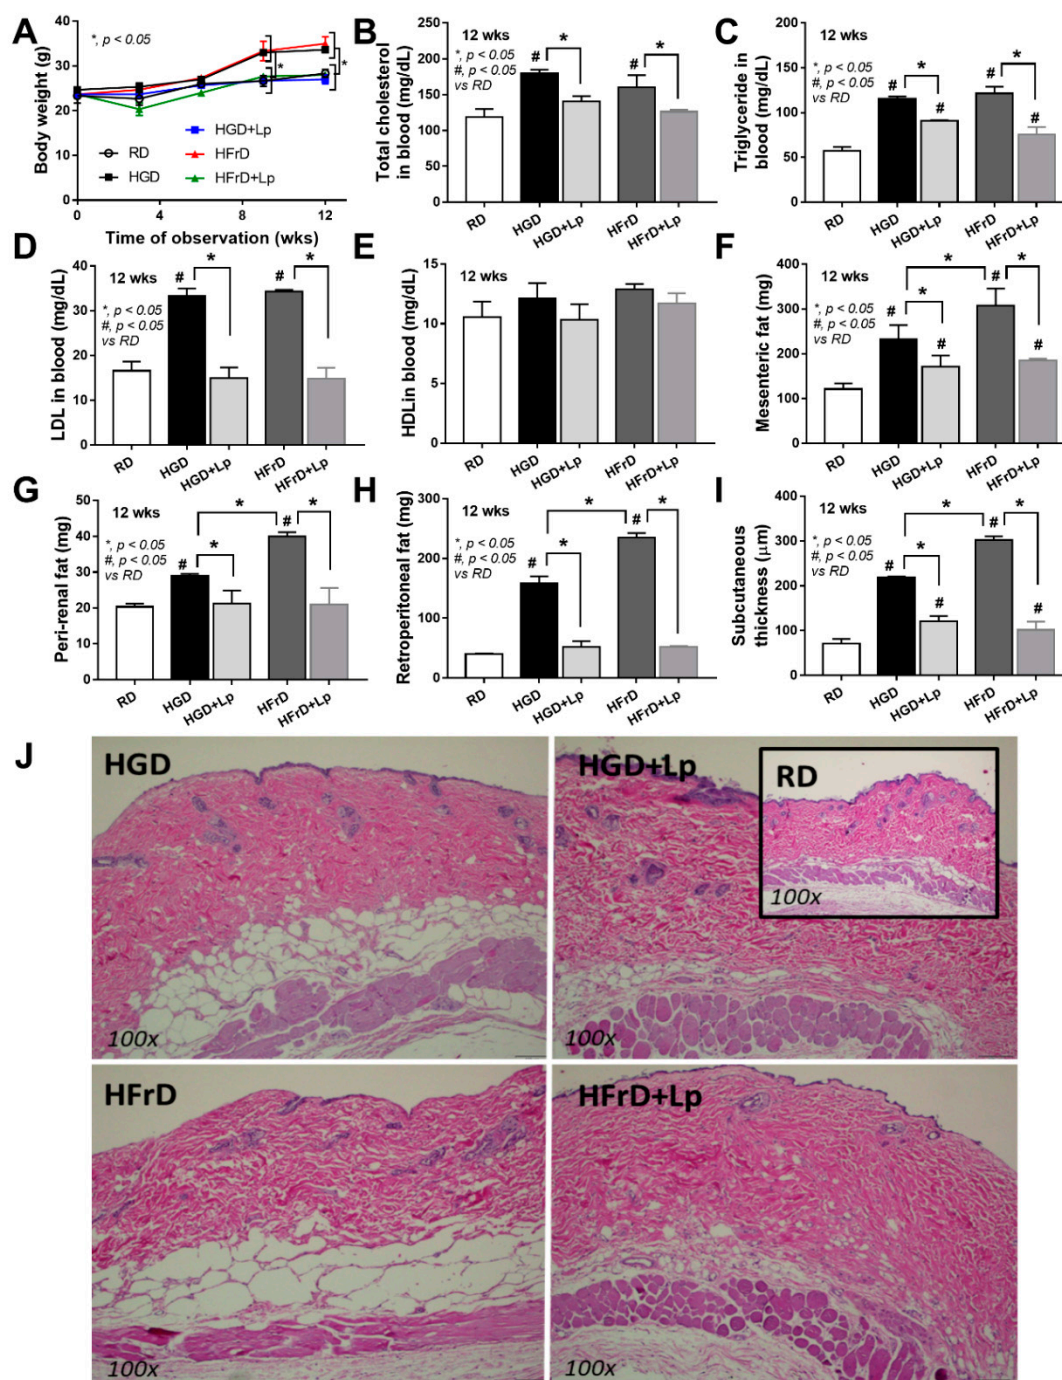 A
*, p < 0.05
Body weight (g)
40
30
20
10
0
RD
HGD
HGD+Lp
HFrD
HFrD+Lp
0 4 8 12
Time of observation (wks)
*
*
B
Total cholesterol
in blood (mg/dL)
200
150
100
50
0
12 wks
*, p < 0.05
#, p < 0.05
vs RD
# * # *
RD HGD HGD+Lp HFrD HFrD+Lp
C
Triglyceride in
blood (mg/dL)
200
150
100
50
0
12 wks
*, p < 0.05
#, p < 0.05
vs RD
# * # # * #
RD HGD HGD+Lp HFrD HFrD+Lp
D
LDL in blood (mg/dL)
40
30
20
10
0
12 wks
*, p < 0.05
#, p < 0.05
vs RD
# * # *
RD HGD HGD+Lp HFrD HFrD+Lp
E
HDLin blood (mg/dL)
15
10
5
0
12 wks
RD HGD HGD+Lp HFrD HFrD+Lp
F
Mesenteric fat (mg)
400
300
200
100
0
12 wks
*, p < 0.05
#, p < 0.05
vs RD
*
# * # # * #
RD HGD HGD+Lp HFrD HFrD+Lp
G
Peri-renal fat (mg)
50
40
30
20
10
0
12 wks
*, p < 0.05
#, p < 0.05
vs RD
*
# * # *
RD HGD HGD+Lp HFrD HFrD+Lp
H
Retroperitoneal fat (mg)
300
200
100
0
12 wks
*, p < 0.05
#, p < 0.05
vs RD
*
# * # *
RD HGD HGD+Lp HFrD HFrD+Lp
I
Subcutaneous
thickness (μm)
400
300
200
100
0
12 wks
*, p < 0.05
#, p < 0.05
vs RD
*
# * # # * #
RD HGD HGD+Lp HFrD HFrD+Lp
J
HGD
100x
HGD+Lp
100x
RD
100x
HFrD
100x
HFrD+Lp
100x